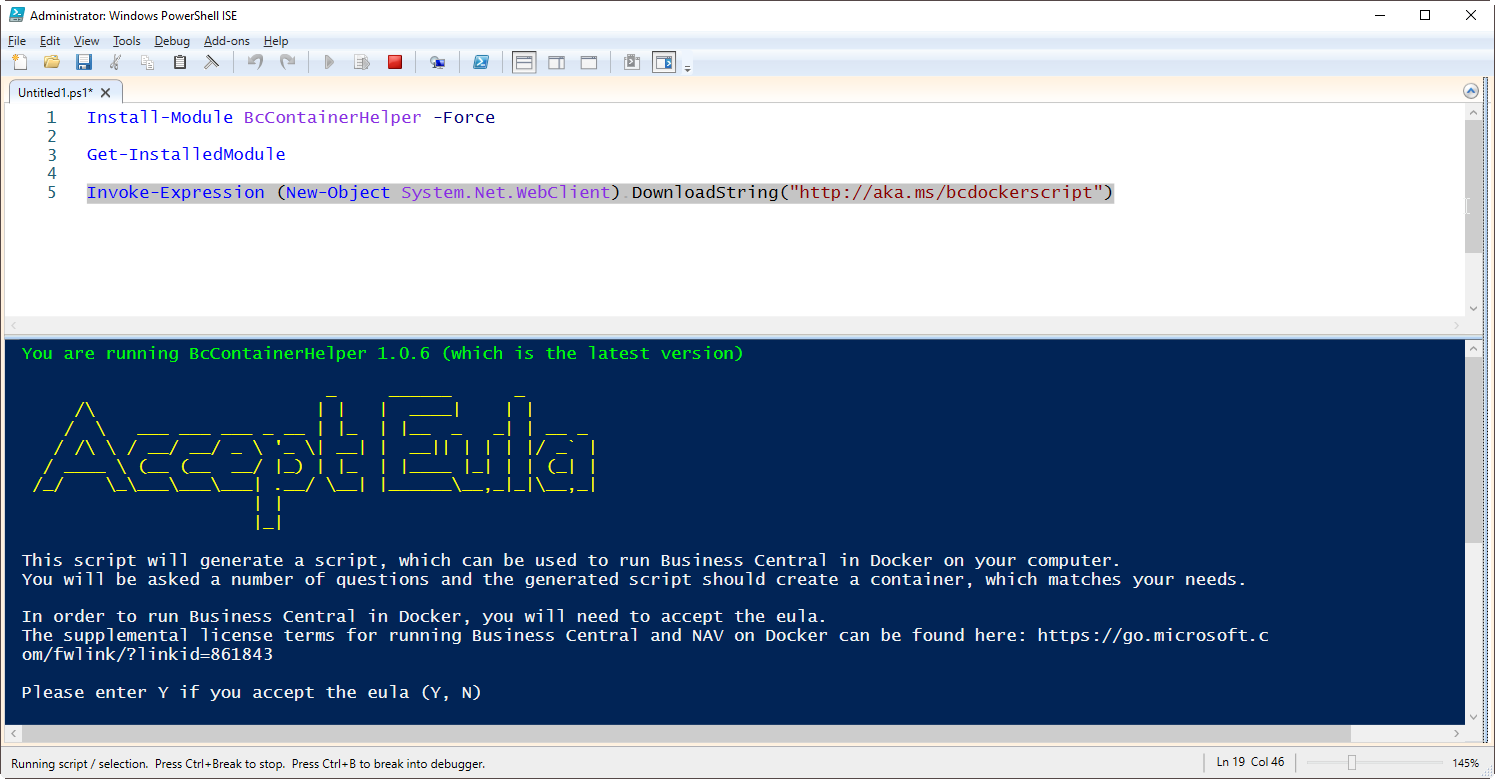 Administrator: Windows PowerShell ISE
File Edit View Tools Debug Add-ons Help
Untitled1.ps1*
1 Install-Module BcContainerHelper -Force
2
3 Get-InstalledModule
4
5 Invoke-Expression (New-Object System.Net.WebClient).DownloadString("http://aka.ms/bcdockerscript")
You are running BcContainerHelper 1.0.6 (which is the latest version)
Accept Eula
This script will generate a script, which can be used to run Business Central in Docker on your computer.
You will be asked a number of questions and the generated script should create a container, which matches your needs.
In order to run Business Central in Docker, you will need to accept the eula.
The supplemental license terms for running Business Central and NAV on Docker can be found here: https://go.microsoft.c
om/fwlink/?linkid=861843
Please enter Y if you accept the eula (Y, N)
Running script / selection. Press Ctrl+Break to stop. Press Ctrl+B to break into debugger.
Ln 19 Col 46
145%